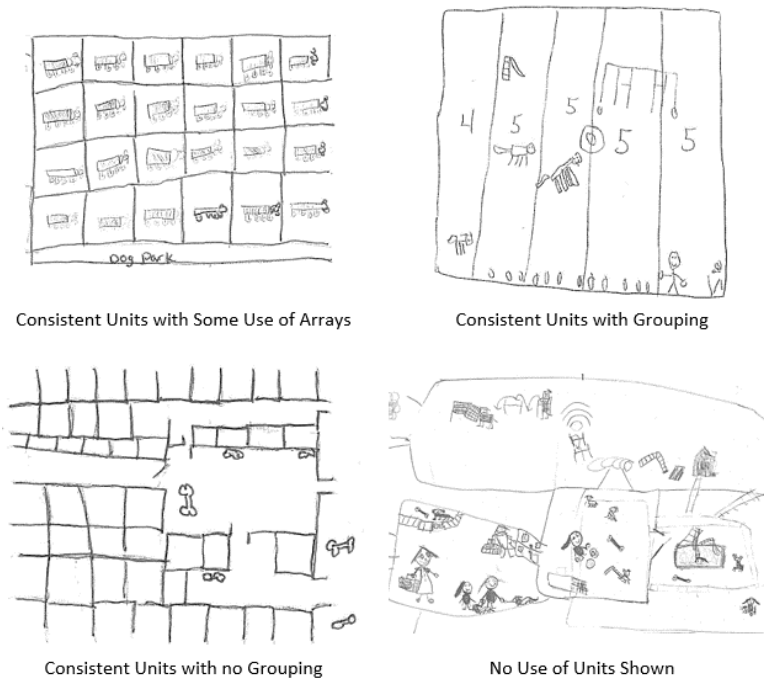 Dog Park
Consistent Units with Some Use of Arrays
4 5 5 5 5
Consistent Units with Grouping
Consistent Units with no Grouping
No Use of Units Shown